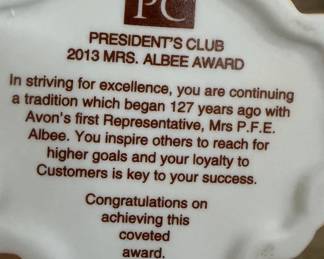 PC
PRESIDENT'S CLUB
2013 MRS. ALBEE AWARD
In striving for excellence, you are continuing
a tradition which began 127 years ago with
Avon's first Representative, Mrs P.F.E.
Albee. You inspire others to reach for
higher goals and your loyalty to
Customers is key to your success.
Congratulations on
achieving this
coveted
award.